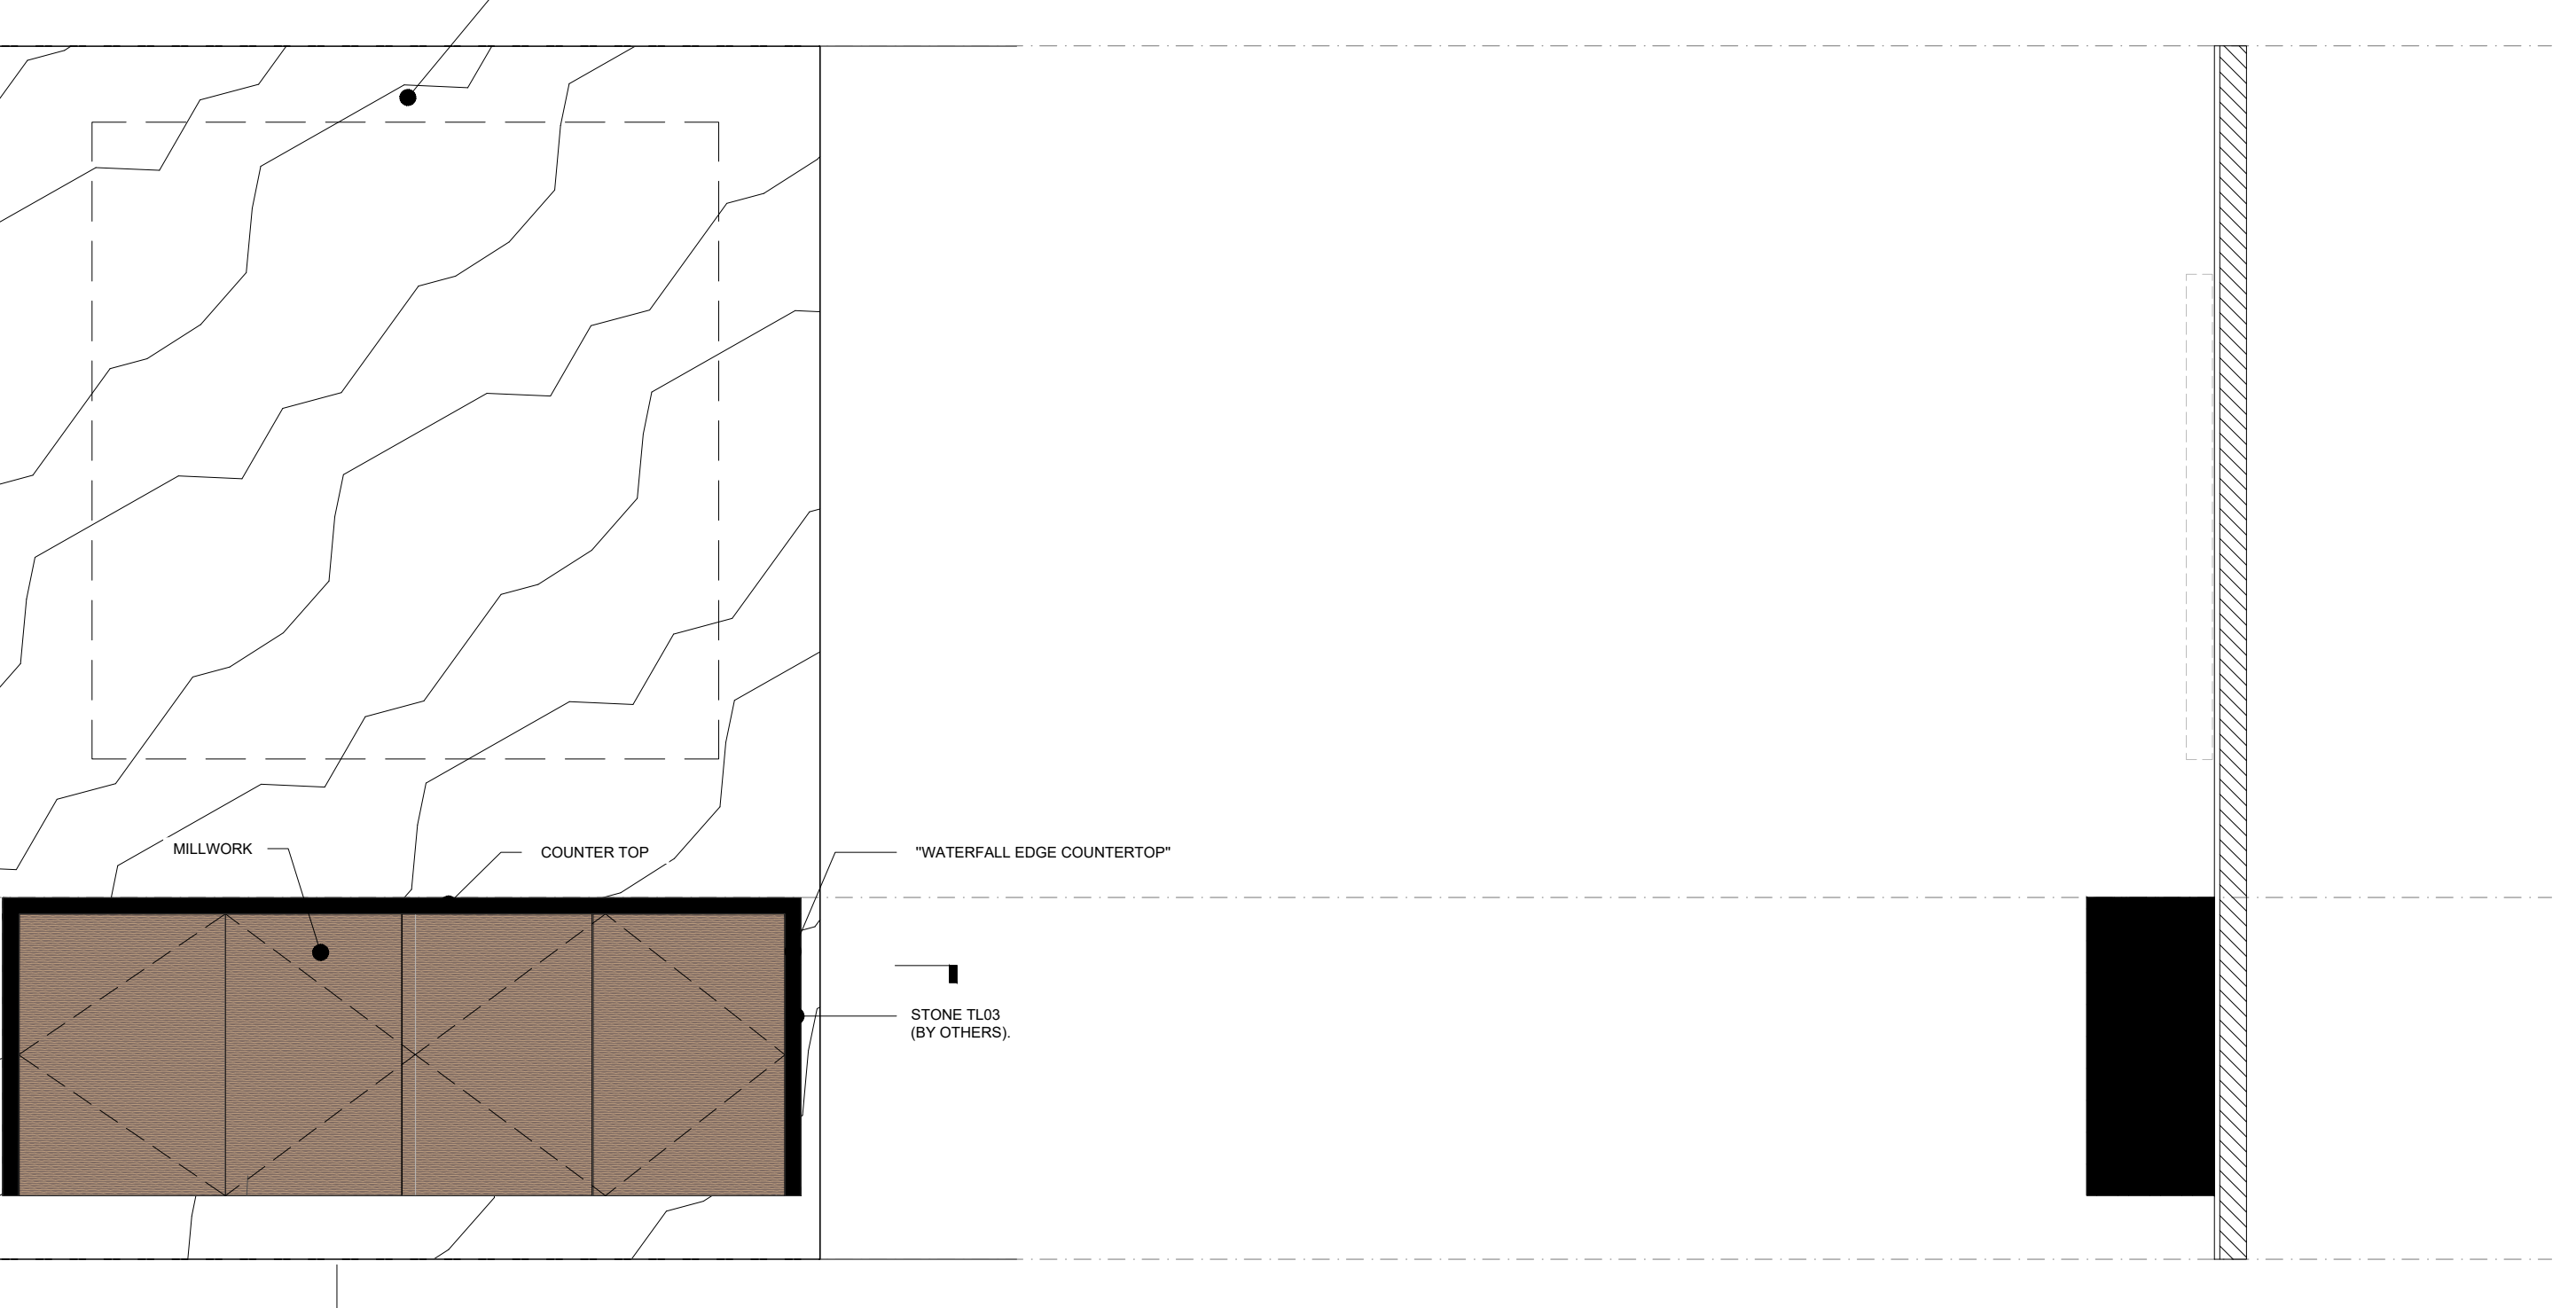 MILLWORK
COUNTER TOP
"WATERFALL EDGE COUNTERTOP"
STONE TL03
(BY OTHERS).